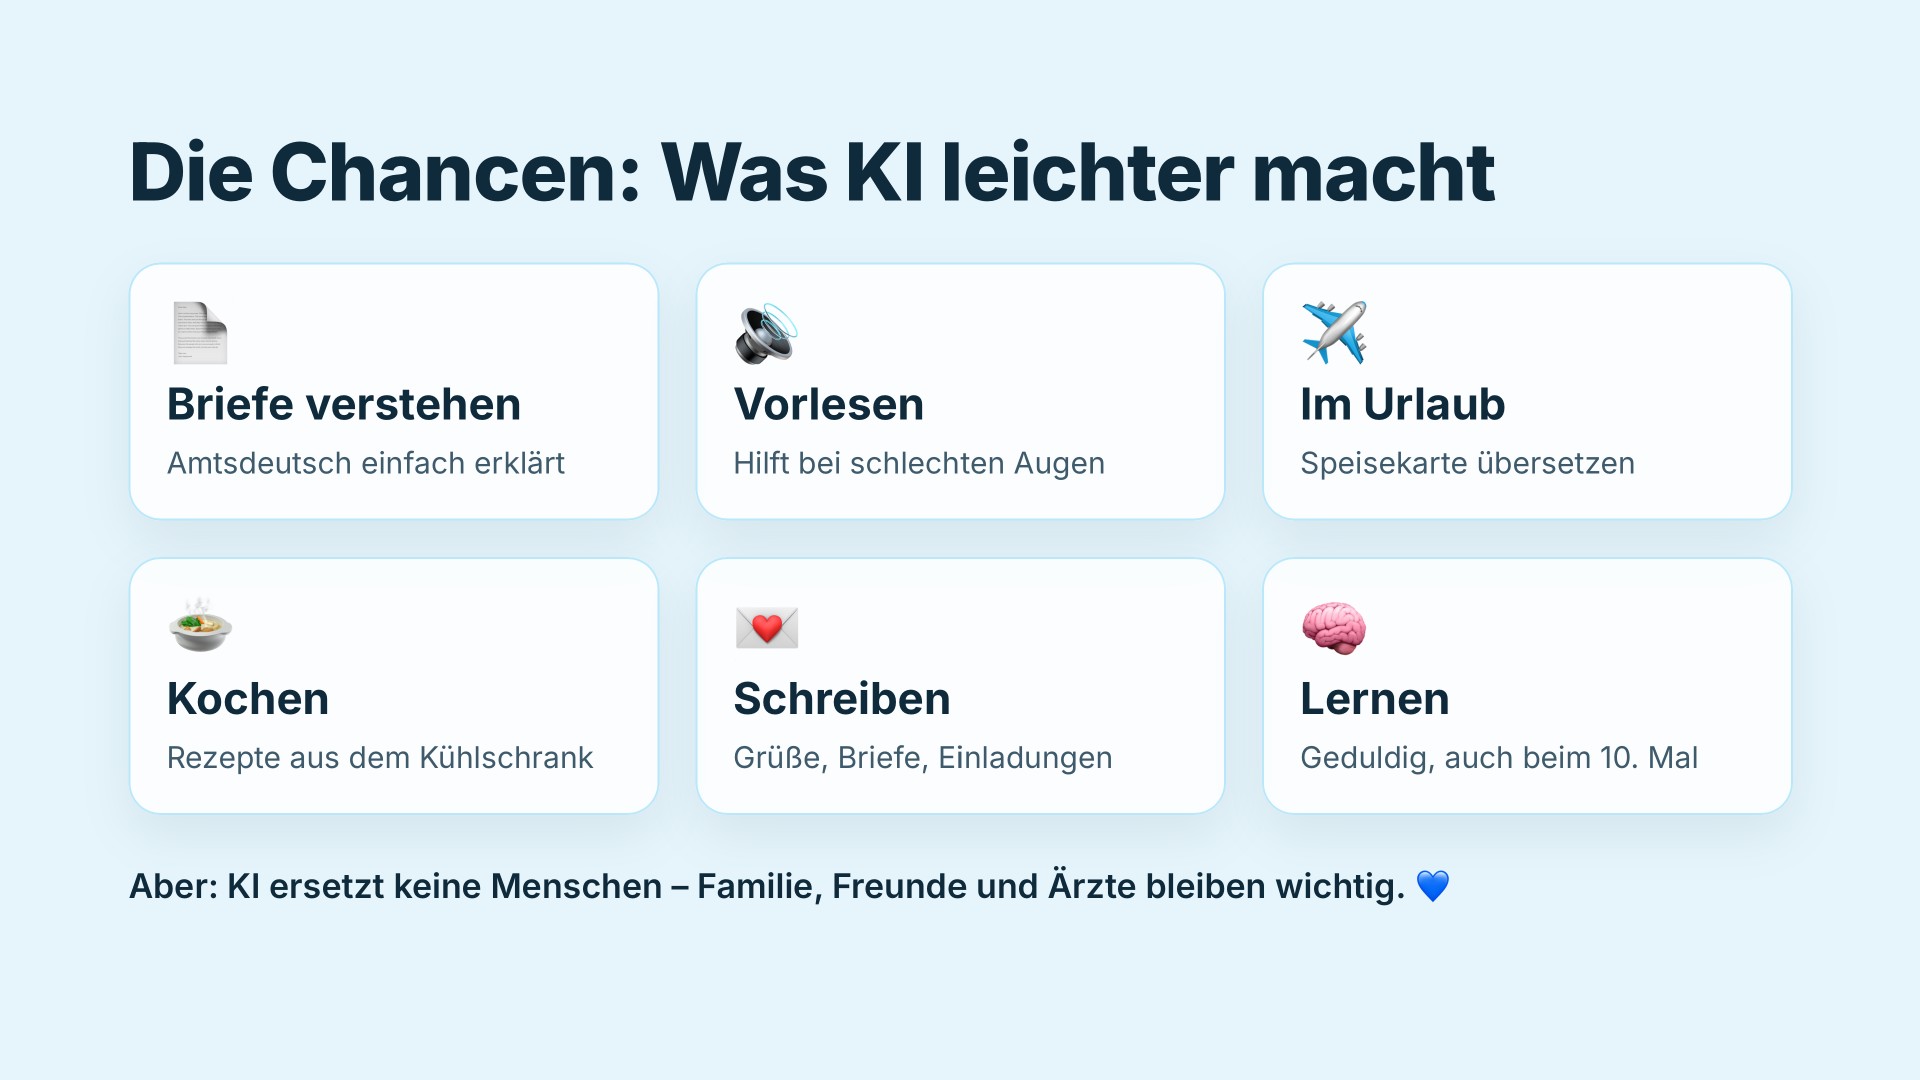 Die Chancen: Was KI leichter macht
Briefe verstehen
Amtsdeutsch einfach erklärt
Vorlesen
Hilft bei schlechten Augen
Im Urlaub
Speisekarte übersetzen
Kochen
Rezepte aus dem Kühlschrank
Schreiben
Grüße, Briefe, Einladungen
Lernen
Geduldig, auch beim 10. Mal
Aber: KI ersetzt keine Menschen – Familie, Freunde und Ärzte bleiben wichtig. 💙